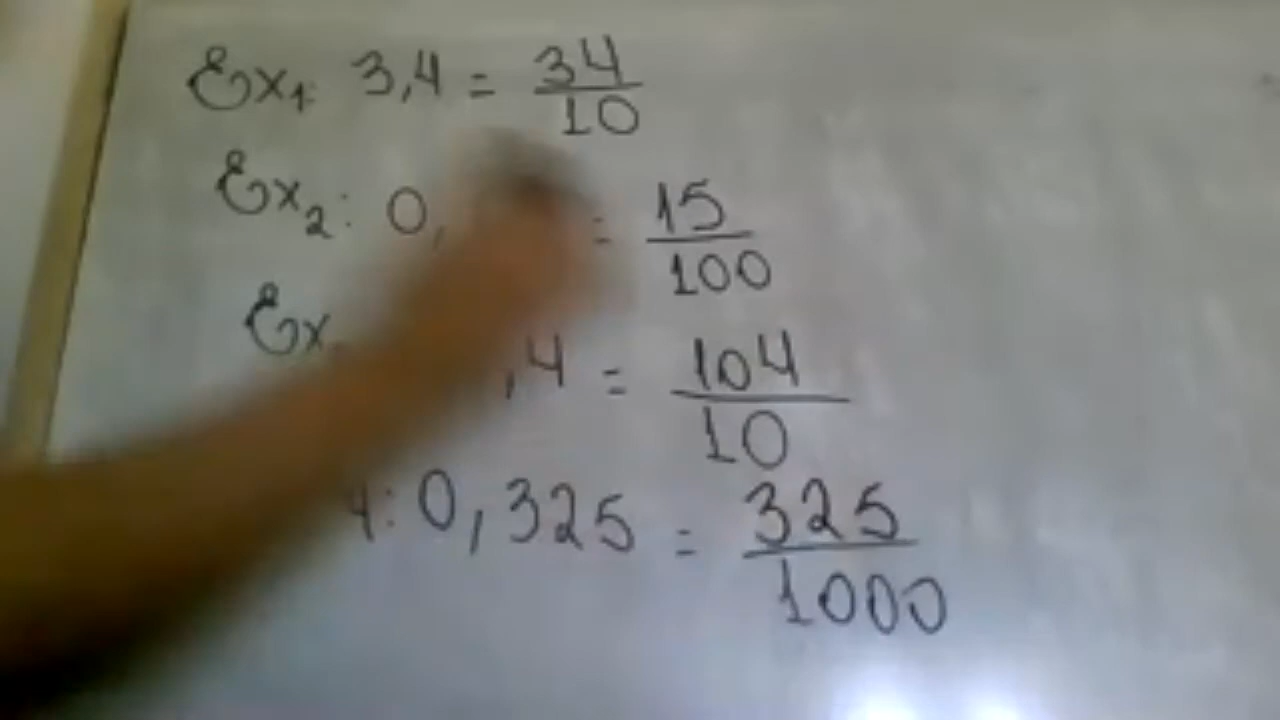 Ex1: 3,4 = 34/10
Ex2: 0, = 15/100
Ex ,4 = 104/10
4: 0,325 = 325/1000